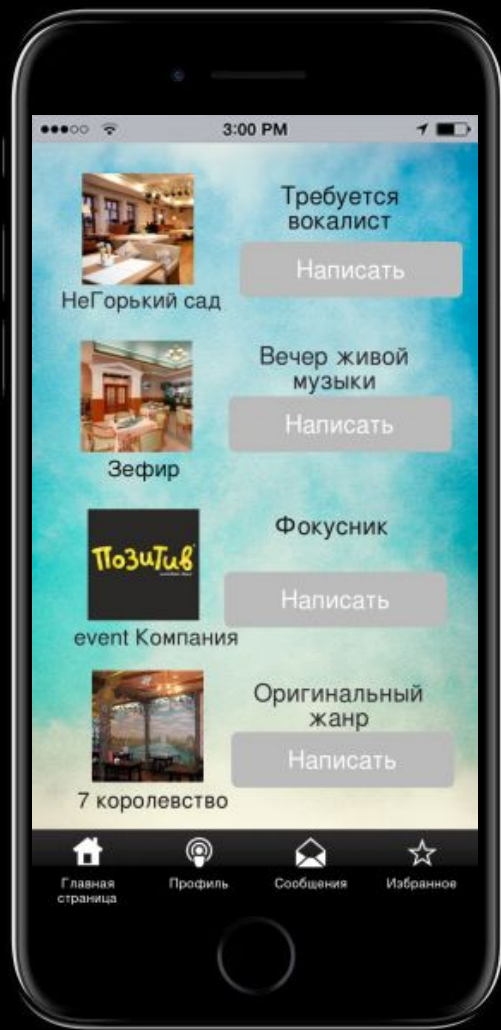 3:00 PM
Требуется
вокалист
Написать
НеГорький сад
Вечер живой
музыки
Написать
Зефир
Фокусник
ПоЗиТиВ
Написать
event Компания
Оригинальный
жанр
Написать
7 королевство
Главная
страница
Профиль
Сообщения
Избранное